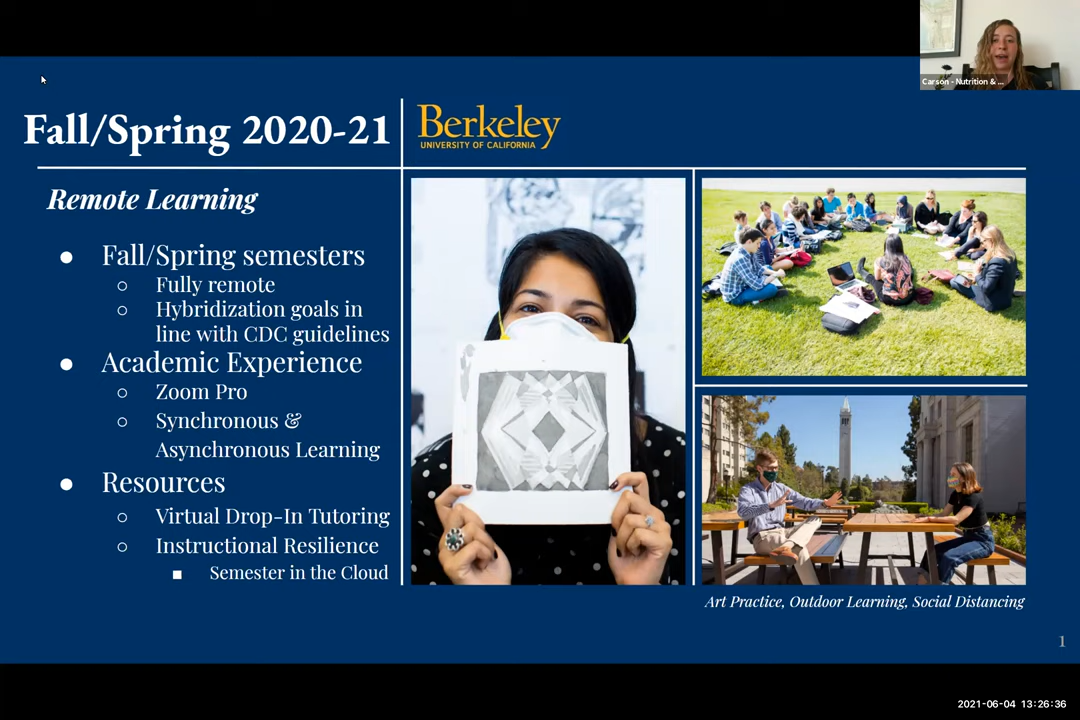 Carson - Nutrition & ...
Fall/Spring 2020-21
Berkeley
UNIVERSITY OF CALIFORNIA
Remote Learning
● Fall/Spring semesters
○ Fully remote
○ Hybridization goals in
line with CDC guidelines
● Academic Experience
○ Zoom Pro
○ Synchronous &
Asynchronous Learning
● Resources
○ Virtual Drop-In Tutoring
○ Instructional Resilience
■ Semester in the Cloud
Art Practice, Outdoor Learning, Social Distancing
1
2021-06-04 13:26:36